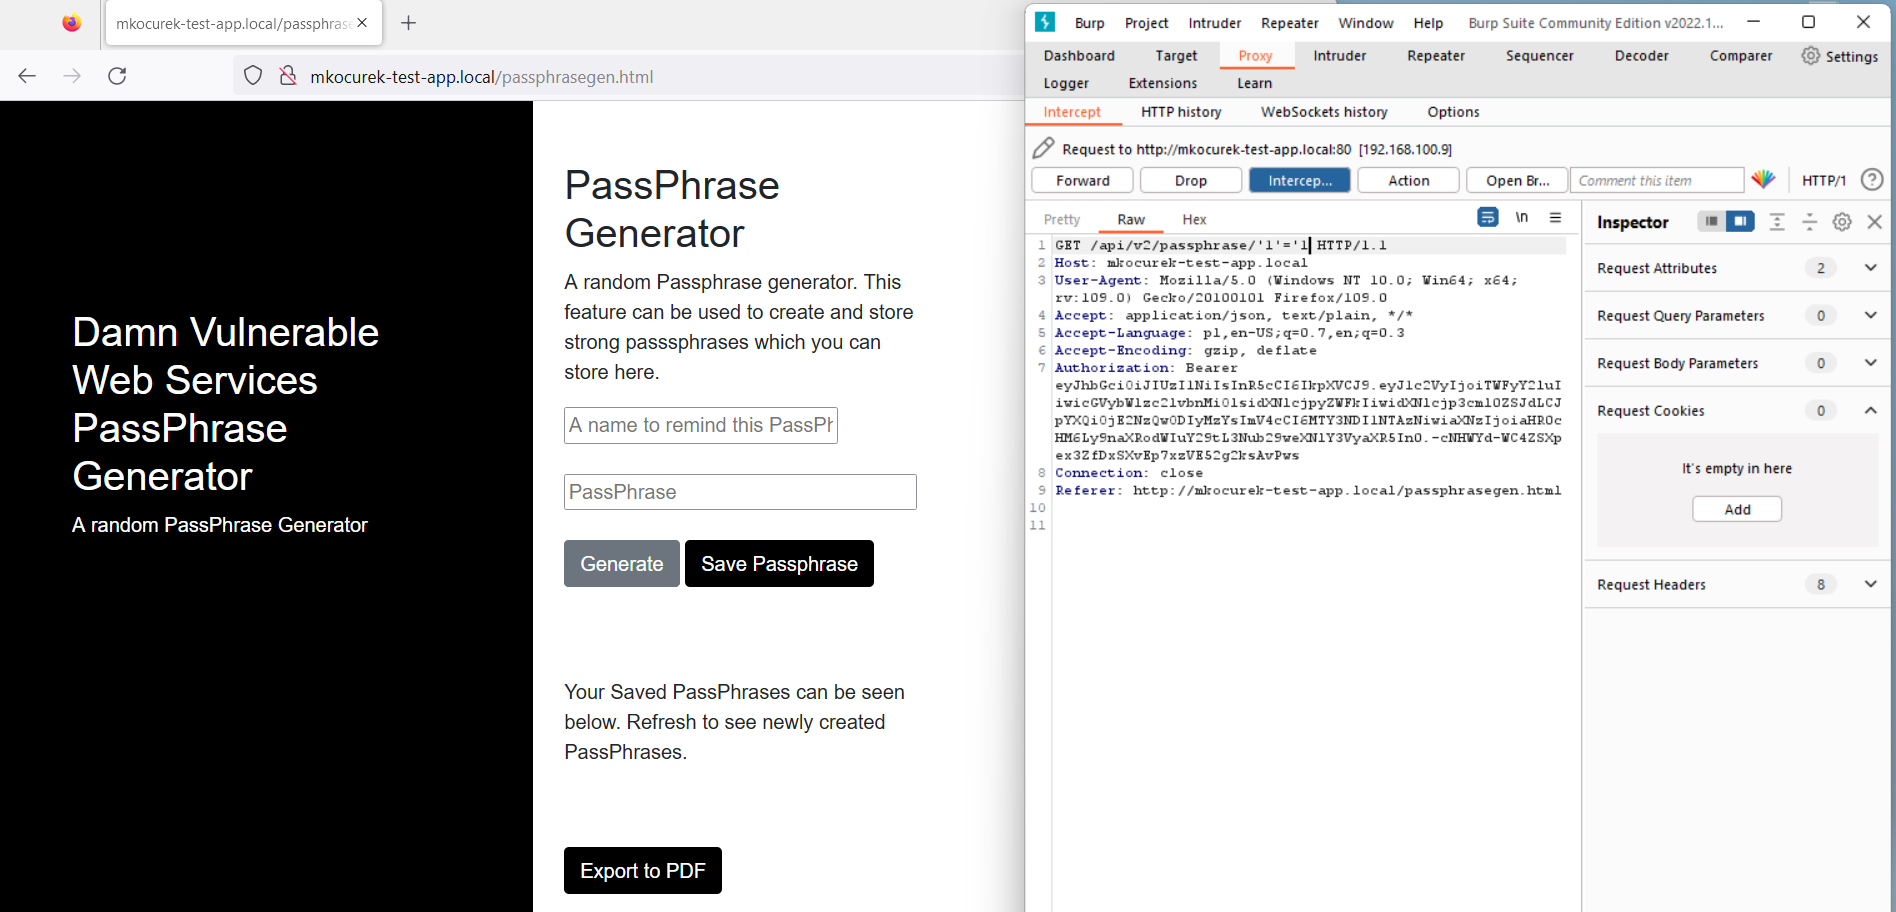 mkocurek-test-app.local/passphrase
mkocurek-test-app.local/passphrasegen.html
Damn Vulnerable
Web Services
PassPhrase
Generator
A random PassPhrase Generator
PassPhrase
Generator
A random Passphrase generator. This
feature can be used to create and store
strong passsphrases which you can
store here.
A name to remind this PassPh
PassPhrase
Generate
Save Passphrase
Your Saved PassPhrases can be seen
below. Refresh to see newly created
PassPhrases.
Export to PDF
Burp Project Intruder Repeater Window Help Burp Suite Community Edition v2022.1...
Dashboard Target Proxy Intruder Repeater Sequencer Decoder Comparer Settings
Logger Extensions Learn
Intercept HTTP history WebSockets history Options
Request to http://mkocurek-test-app.local:80 [192.168.100.9]
Forward Drop Intercep... Action Open Br... Comment this item HTTP/1 ?
Pretty Raw Hex \n
1 GET /api/v2/passphrase/'1'='1 HTTP/1.1
2 Host: mkocurek-test-app.local
3 User-Agent: Mozilla/5.0 (Windows NT 10.0; Win64; x64;
rv:109.0) Gecko/20100101 Firefox/109.0
4 Accept: application/json, text/plain, */*
5 Accept-Language: pl,en-US;q=0.7,en;q=0.3
6 Accept-Encoding: gzip, deflate
7 Authorization: Bearer
8 Connection: close
9 Referer: http://mkocurek-test-app.local/passphrasegen.html
10
11
Inspector
Request Attributes 2
Request Query Parameters 0
Request Body Parameters 0
Request Cookies 0
It's empty in here
Add
Request Headers 8